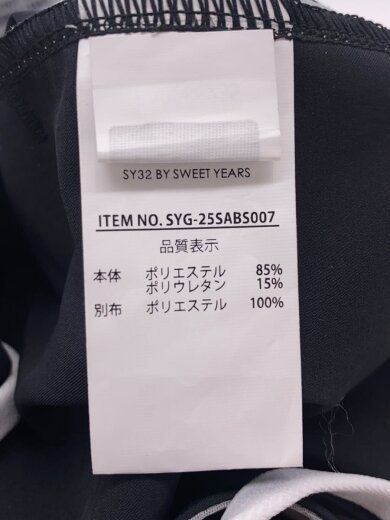 SY32 BY SWEET YEARS
ITEM NO. SYG-25SABS007
品質表示
本体 ポリエステル 85%
ポリウレタン 15%
別布 ポリエステル 100%